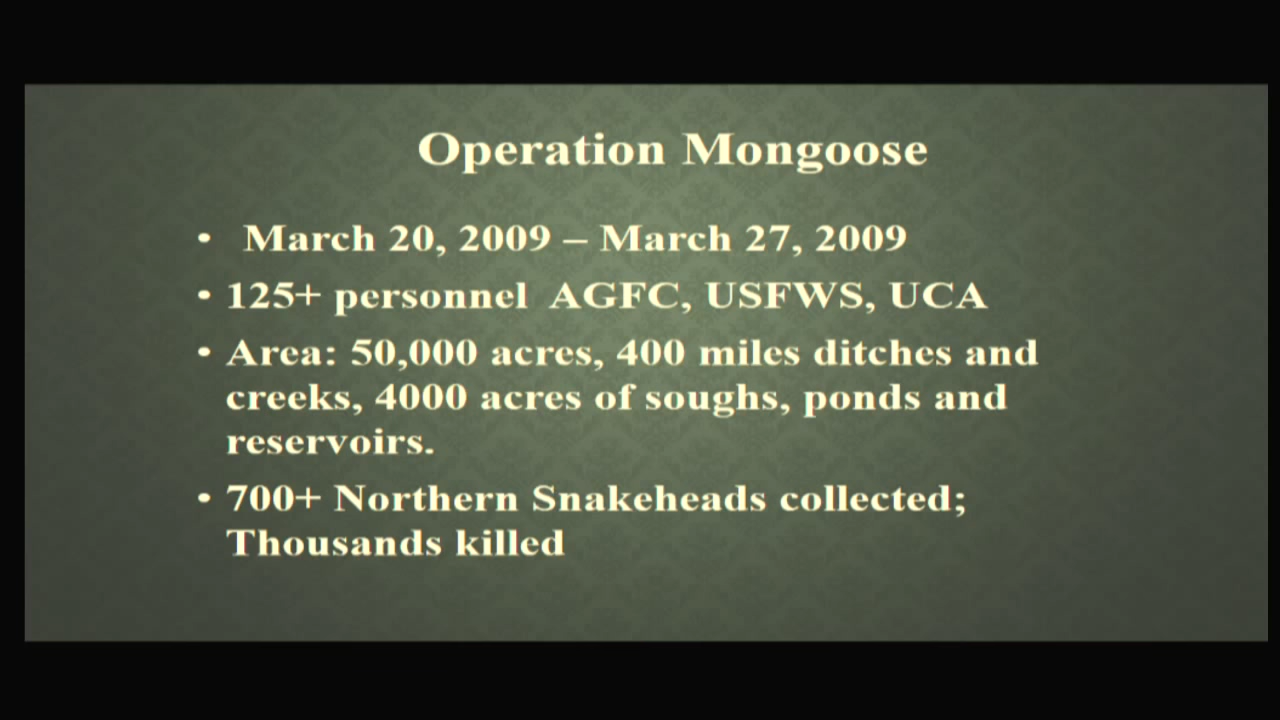 Operation Mongoose
• March 20, 2009 – March 27, 2009
• 125+ personnel AGFC, USFWS, UCA
• Area: 50,000 acres, 400 miles ditches and
creeks, 4000 acres of soughs, ponds and
reservoirs.
• 700+ Northern Snakeheads collected;
Thousands killed